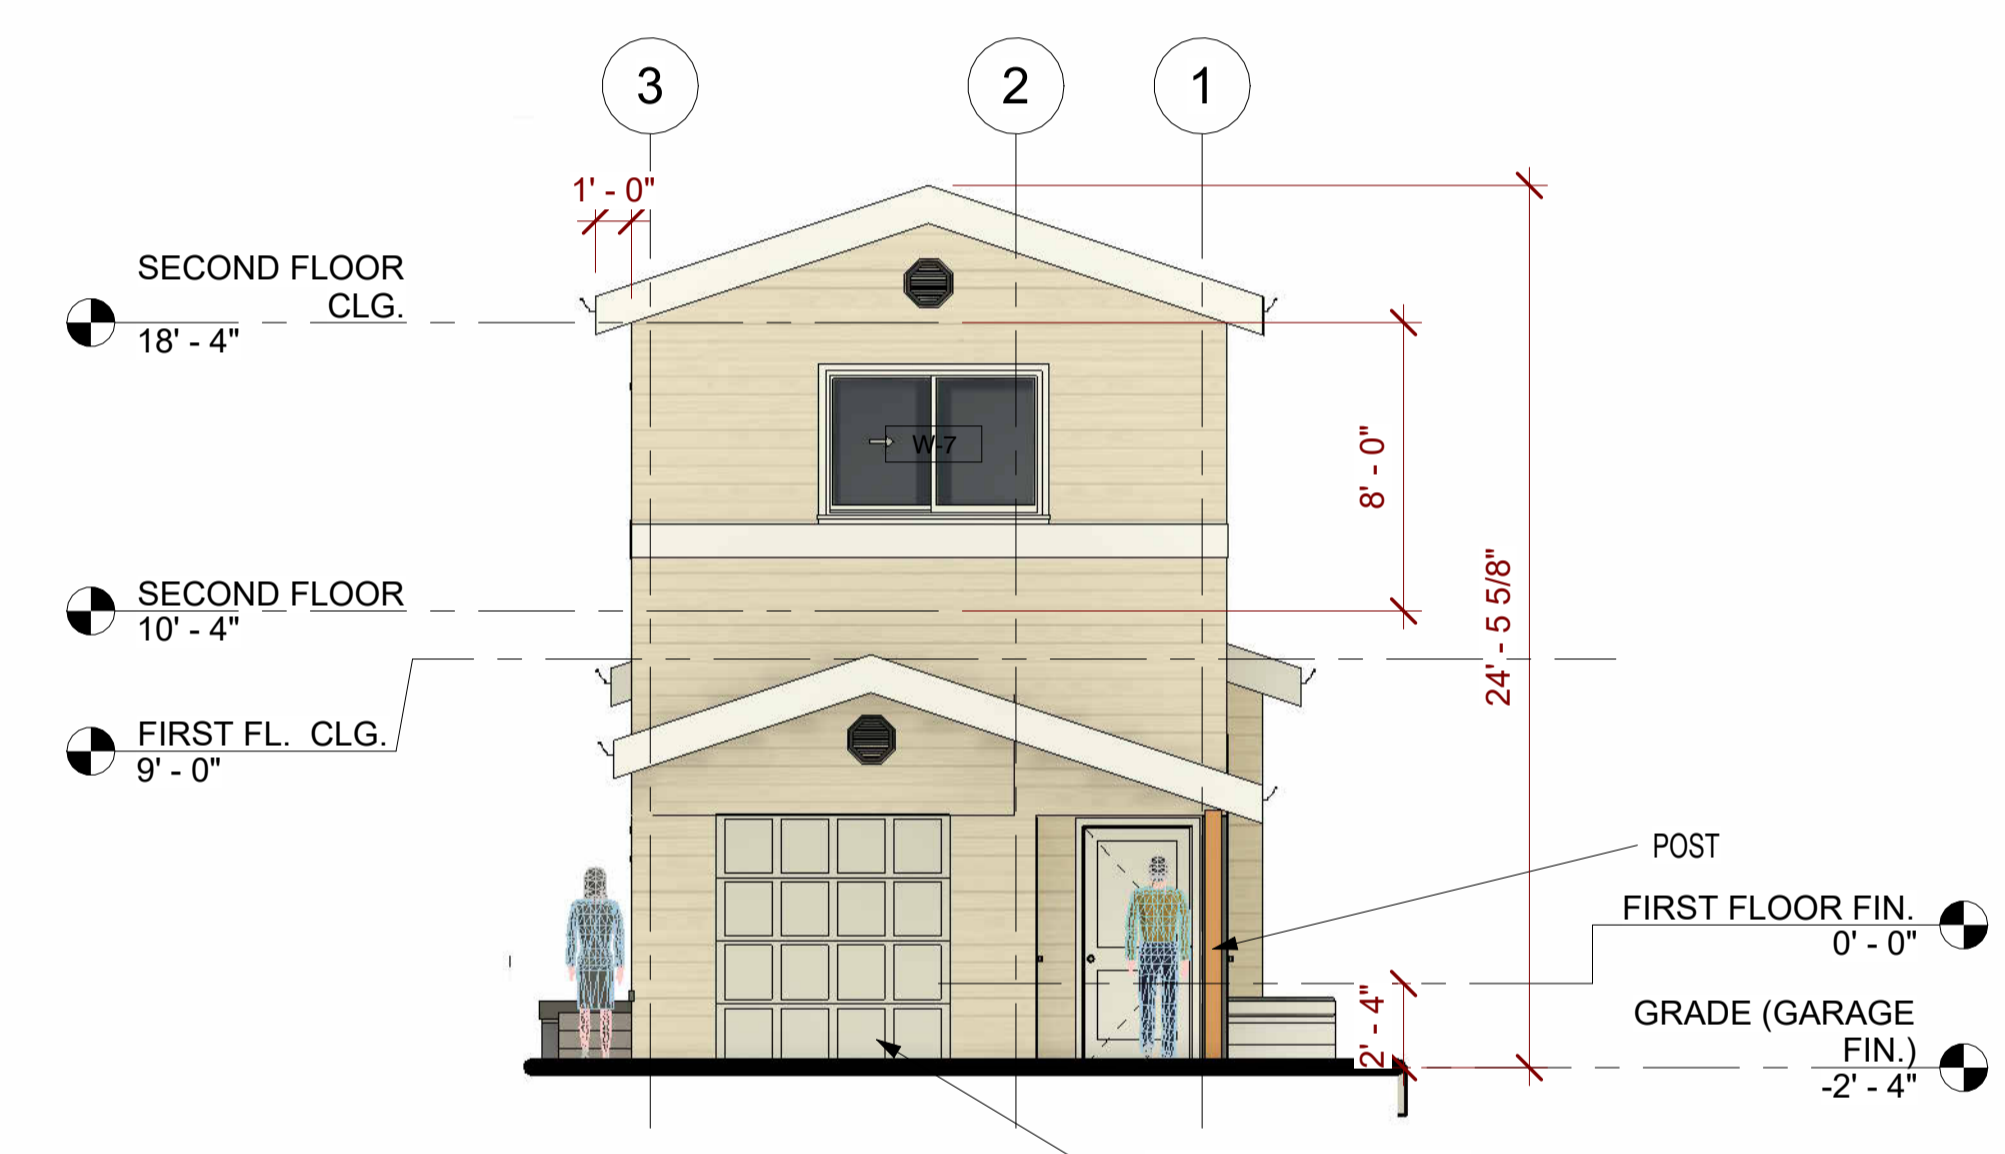 3
2
1
1' - 0"
SECOND FLOOR
CLG.
18' - 4"
W-7
8' - 0"
24' - 5 5/8"
SECOND FLOOR
10' - 4"
FIRST FL. CLG.
9' - 0"
POST
FIRST FLOOR FIN.
0' - 0"
2' - 4"
GRADE (GARAGE
FIN.)
-2' - 4"